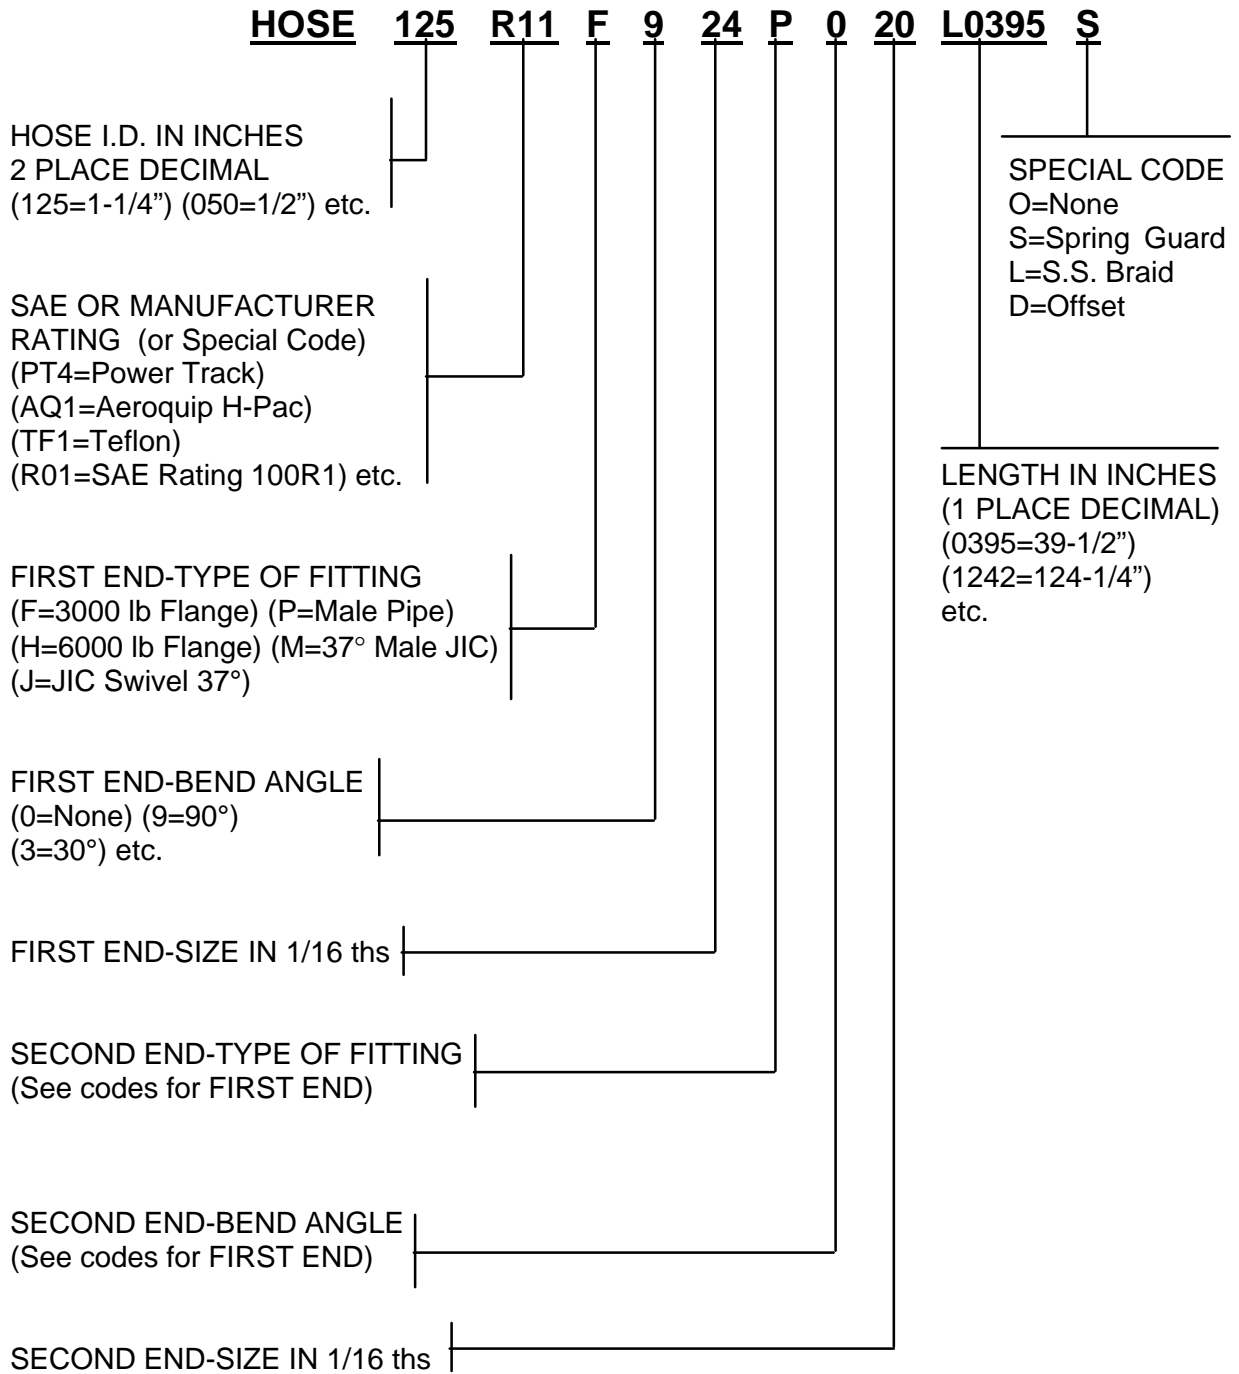 HOSE 125 R11 F 9 24 P 0 20 L0395 S
HOSE I.D. IN INCHES
2 PLACE DECIMAL
(125=1-1/4”) (050=1/2”) etc.
SPECIAL CODE
O=None
S=Spring Guard
L=S.S. Braid
D=Offset
SAE OR MANUFACTURER
RATING (or Special Code)
(PT4=Power Track)
(AQ1=Aeroquip H-Pac)
(TF1=Teflon)
(R01=SAE Rating 100R1) etc.
LENGTH IN INCHES
(1 PLACE DECIMAL)
(0395=39-1/2”)
(1242=124-1/4”)
etc.
FIRST END-TYPE OF FITTING
(F=3000 lb Flange) (P=Male Pipe)
(H=6000 lb Flange) (M=37° Male JIC)
(J=JIC Swivel 37°)
FIRST END-BEND ANGLE
(0=None) (9=90°)
(3=30°) etc.
FIRST END-SIZE IN 1/16 ths
SECOND END-TYPE OF FITTING
(See codes for FIRST END)
SECOND END-BEND ANGLE
(See codes for FIRST END)
SECOND END-SIZE IN 1/16 ths